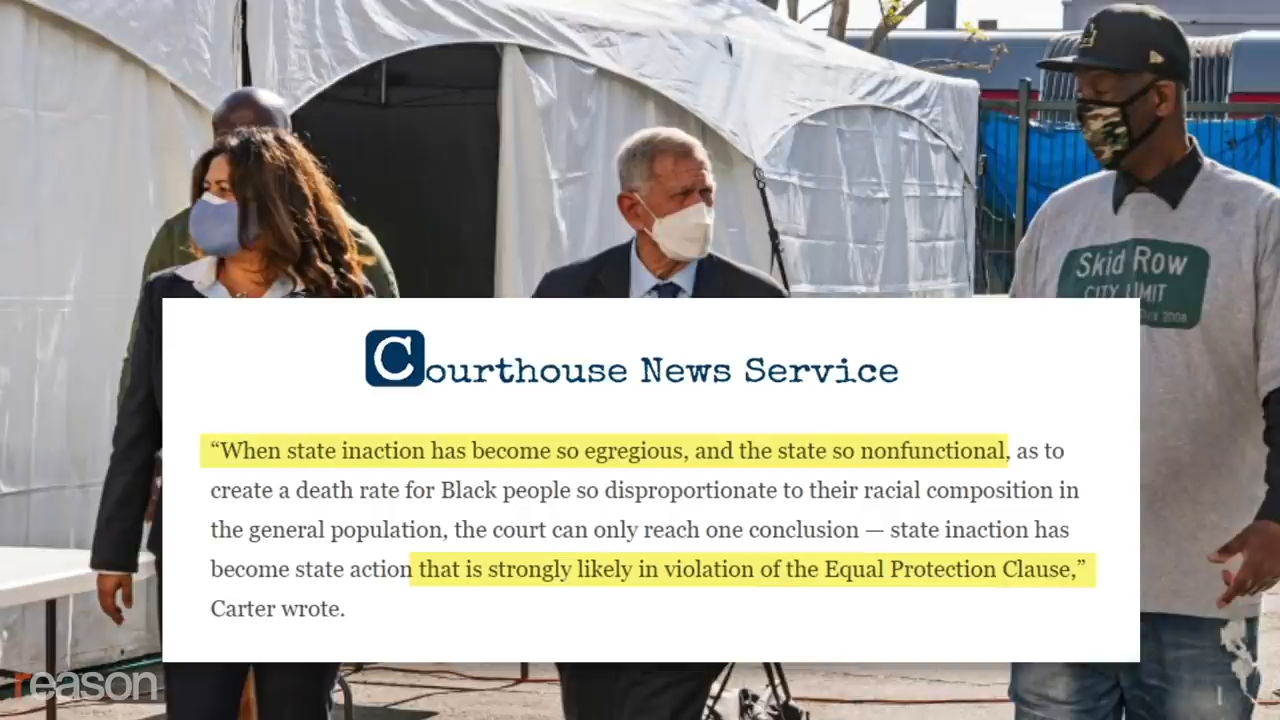 Skid Row
CITY LIMIT
Courthouse News Service
“When state inaction has become so egregious, and the state so nonfunctional, as to
create a death rate for Black people so disproportionate to their racial composition in
the general population, the court can only reach one conclusion — state inaction has
become state action that is strongly likely in violation of the Equal Protection Clause,”
Carter wrote.
reason